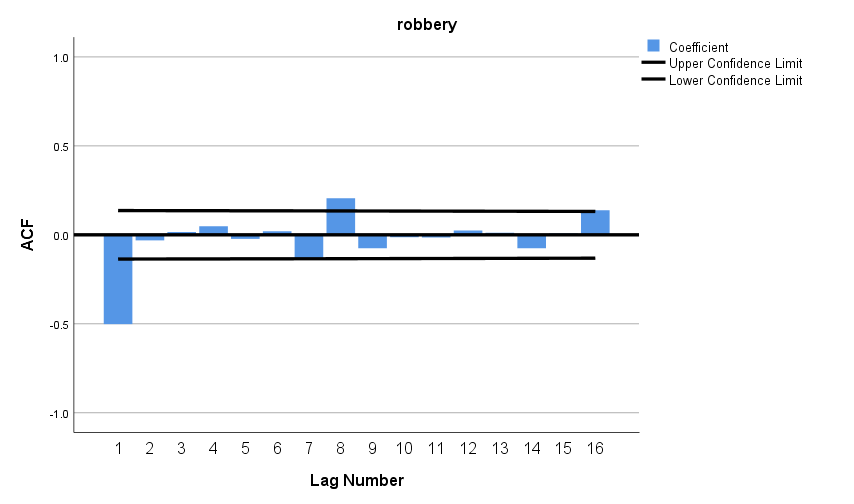 robbery
Coefficient
Upper Confidence Limit
Lower Confidence Limit
1.0
0.5
0.0
-0.5
-1.0
ACF
1 2 3 4 5 6 7 8 9 10 11 12 13 14 15 16
Lag Number